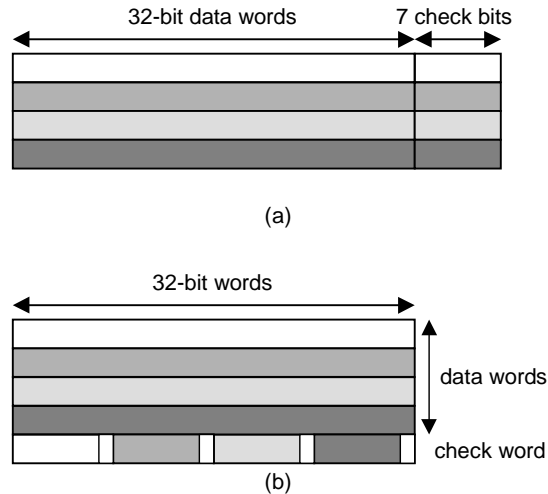 32-bit data words
7 check bits
(a)
32-bit words
data words
check word
(b)